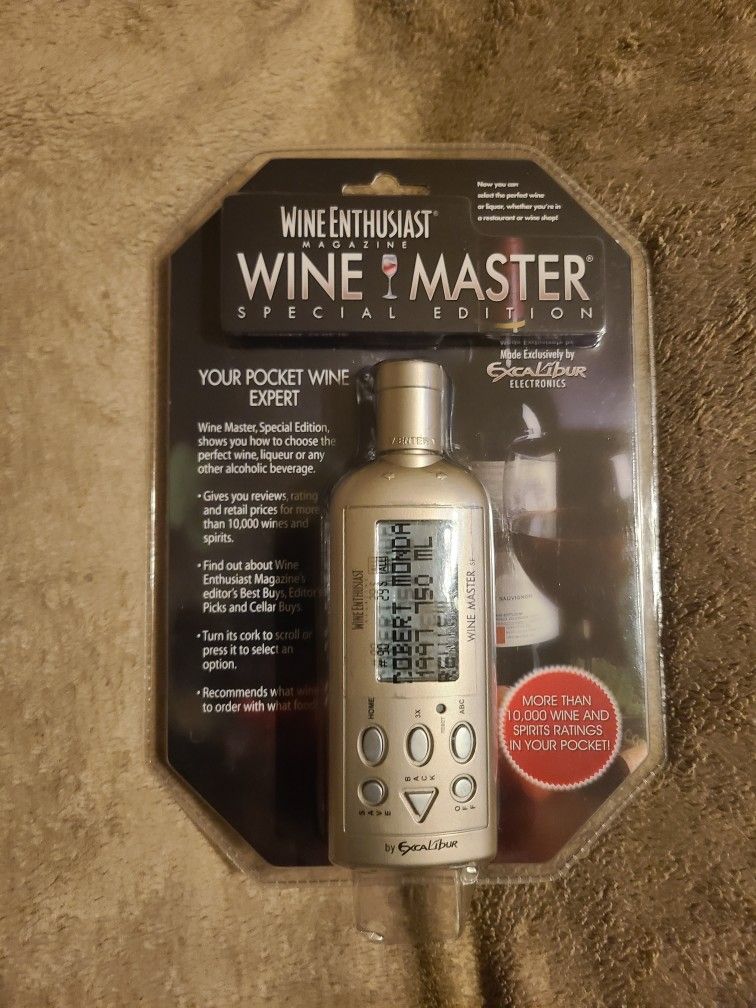 Now you can
select the perfect wine
or liquor, whether you're in
a restaurant or wine shop!
WINE ENTHUSIAST®
MAGAZINE
WINE MASTER®
SPECIAL EDITION
Made Exclusively by
EXCALIBUR
ELECTRONICS
YOUR POCKET WINE
EXPERT
Wine Master, Special Edition,
shows you how to choose the
perfect wine, liqueur or any
other alcoholic beverage.
• Gives you reviews, rating
and retail prices for more
than 10,000 wines and
spirits.
• Find out about Wine
Enthusiast Magazine's
editor's Best Buys, Editor
Picks and Cellar Buys.
• Turn its cork to scroll or
press it to select an
option.
• Recommends what wine
to order with what food
ENTER
WINE ENTHUSIAST
ROBERT MONDA
1997 750 ML
REVIEW
WINE MASTER SE
HOME
3X
RESET
ABC
SAVE
BACK
OFF
by EXCALIBUR
SAUVIGNON
MORE THAN
10,000 WINE AND
SPIRITS RATINGS
IN YOUR POCKET!